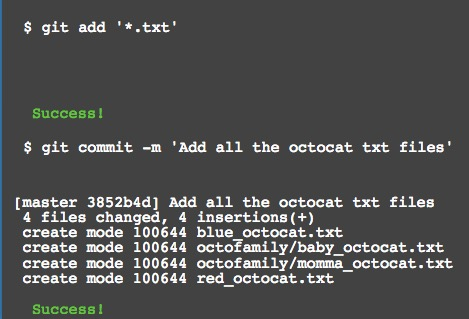 $ git add '*.txt'
Success!
$ git commit -m 'Add all the octocat txt files'
[master 3852b4d] Add all the octocat txt files
4 files changed, 4 insertions(+)
create mode 100644 blue_octocat.txt
create mode 100644 octofamily/baby_octocat.txt
create mode 100644 octofamily/momma_octocat.txt
create mode 100644 red_octocat.txt
Success!